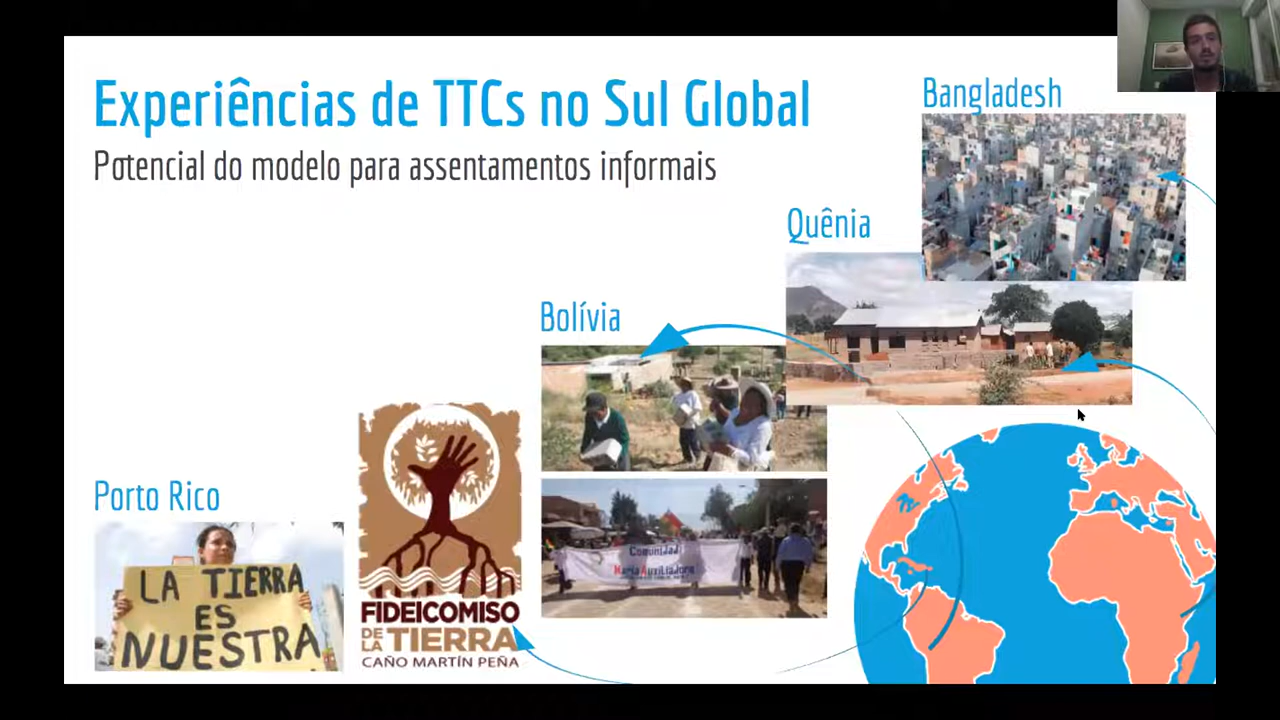 Experiências de TTCs no Sul Global
Potencial do modelo para assentamentos informais
Bangladesh
Quênia
Bolívia
Porto Rico
LA TIERRA
ES
NUESTRA
FIDEICOMISO
DE
LA TIERRA
CAÑO MARTÍN PEÑA
Comunidad
María Auxiliadora